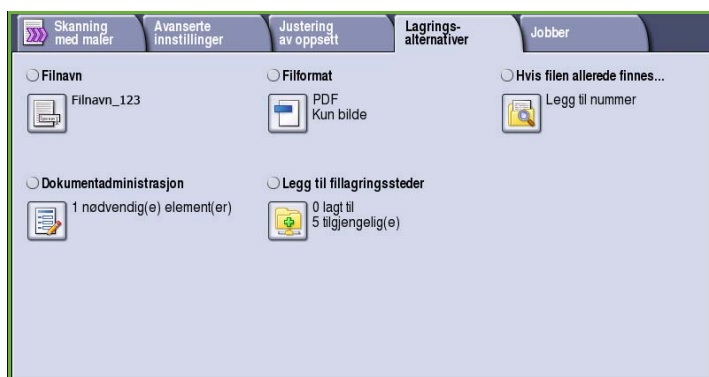 Skanning
med maler
Avanserte
innstillinger
Justering
av oppsett
Lagrings-
alternativer
Jobber
Filnavn
Filnavn_123
Filformat
PDF
Kun bilde
Hvis filen allerede finnes...
Legg til nummer
Dokumentadministrasjon
1 nødvendig(e) element(er)
Legg til fillagringssteder
0 lagt til
5 tilgjengelig(e)